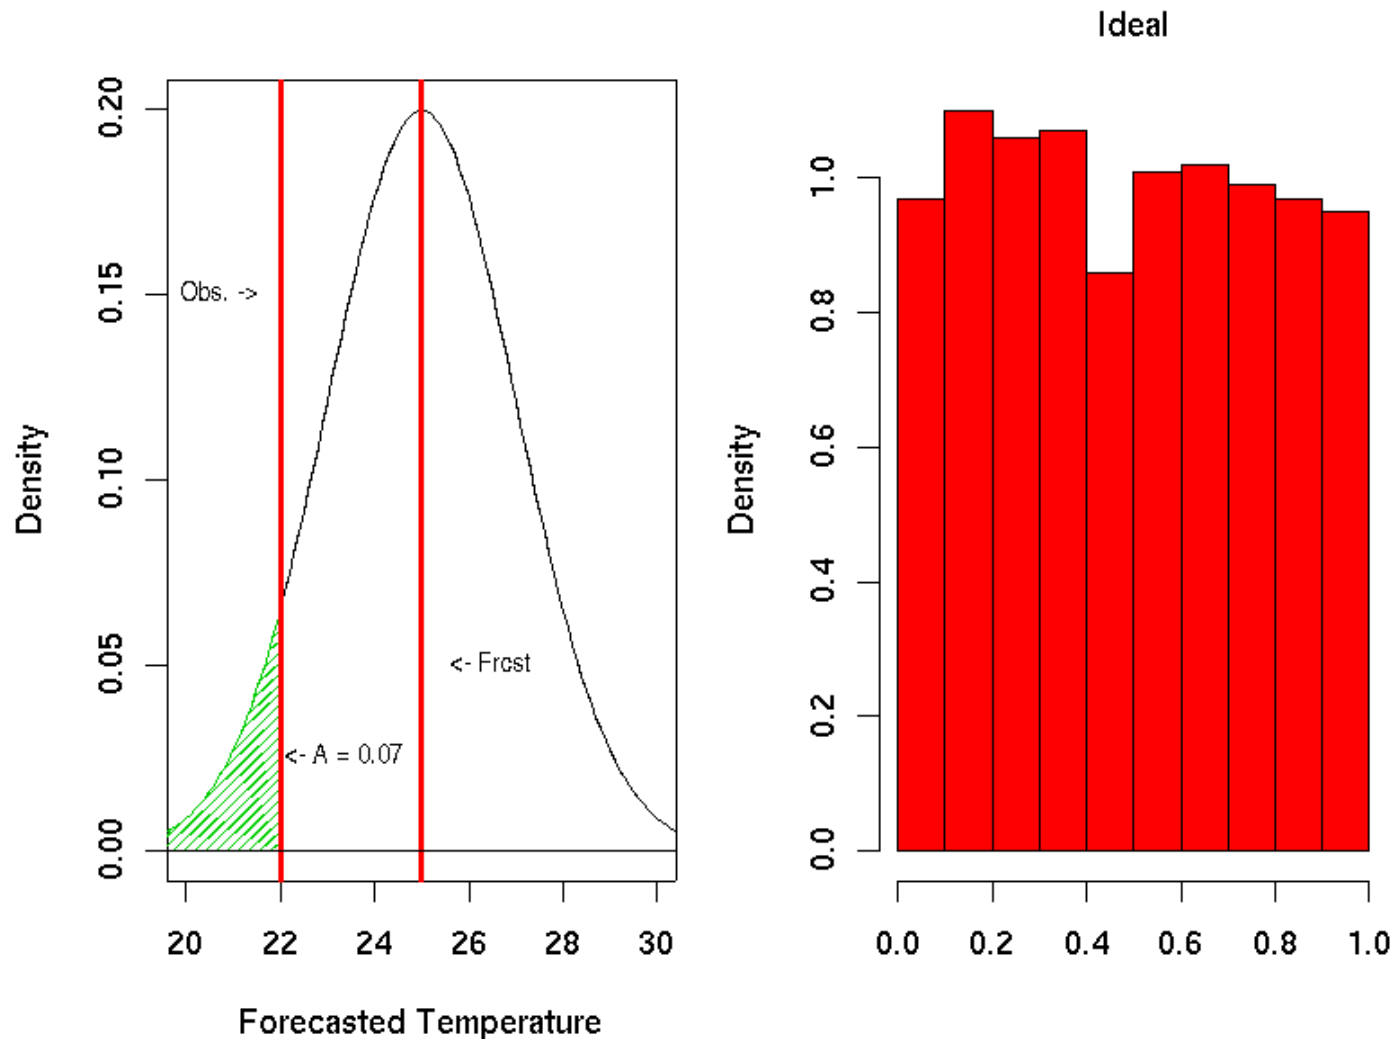 Ideal
Density
0.20
0.15
0.10
0.05
0.00
Obs. ->
<- Frcst
<- A = 0.07
20 22 24 26 28 30
Forecasted Temperature
Density
1.0
0.8
0.6
0.4
0.2
0.0
0.0 0.2 0.4 0.6 0.8 1.0